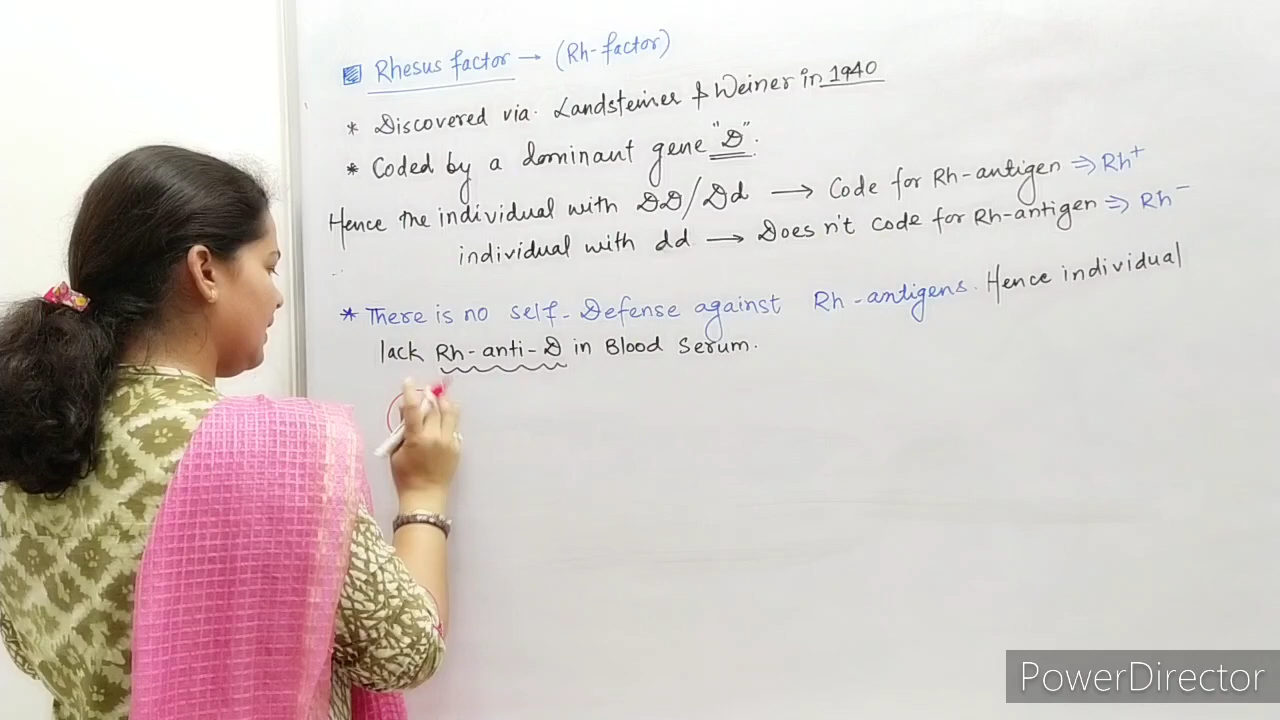 Rhesus factor → (Rh-factor)
* Discovered via. Landsteiner & Weiner in 1940
* Coded by a dominant gene "D".
Hence the individual with DD/Dd → Code for Rh-antigen ⇒ Rh⁺
individual with dd → Does n't code for Rh-antigen ⇒ Rh⁻
* There is no self-Defense against Rh-antigens. Hence individual
lack Rh-anti-D in Blood Serum.
PowerDirector